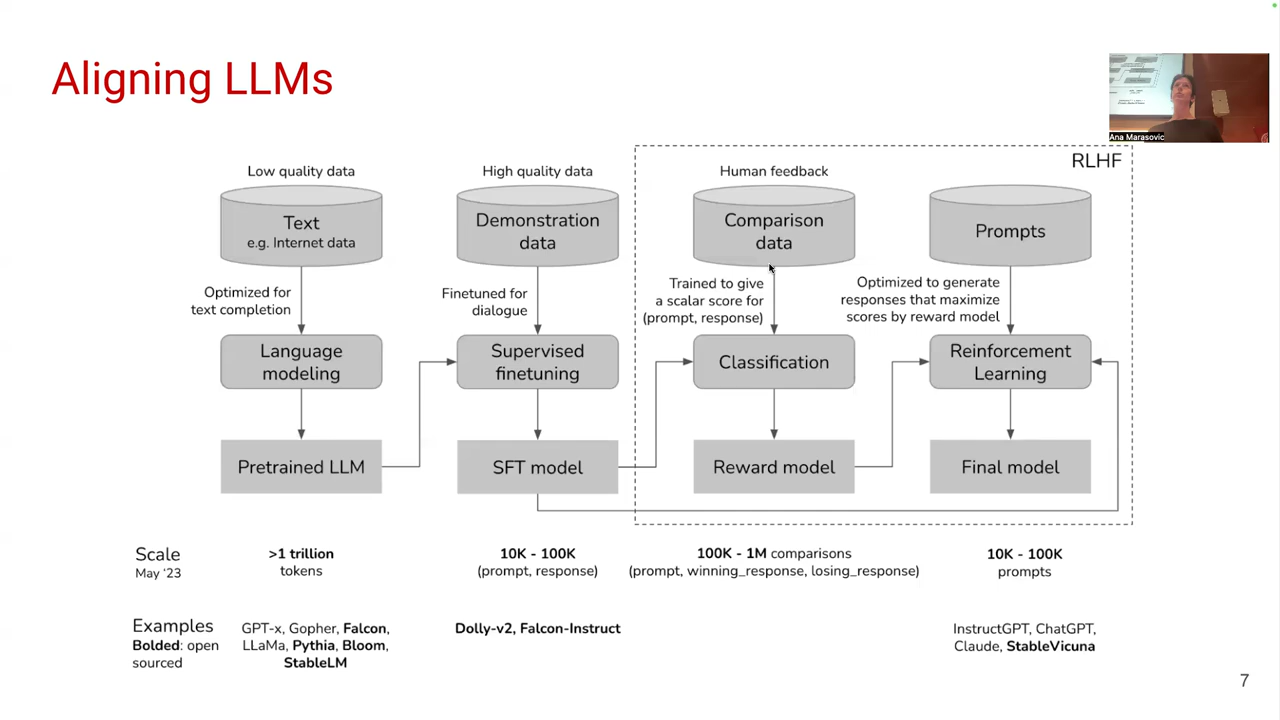 Aligning LLMs
Ana Marasovic
RLHF
Low quality data
Text
e.g. Internet data
Optimized for
text completion
Language
modeling
Pretrained LLM
High quality data
Demonstration
data
Finetuned for
dialogue
Supervised
finetuning
SFT model
Human feedback
Comparison
data
Trained to give
a scalar score for
(prompt, response)
Classification
Reward model
Prompts
Optimized to generate
responses that maximize
scores by reward model
Reinforcement
Learning
Final model
Scale
May ‘23
>1 trillion
tokens
10K - 100K
(prompt, response)
100K - 1M comparisons
(prompt, winning_response, losing_response)
10K - 100K
prompts
Examples
Bolded: open
sourced
GPT-x, Gopher, Falcon,
LLaMa, Pythia, Bloom,
StableLM
Dolly-v2, Falcon-Instruct
InstructGPT, ChatGPT,
Claude, StableVicuna
7